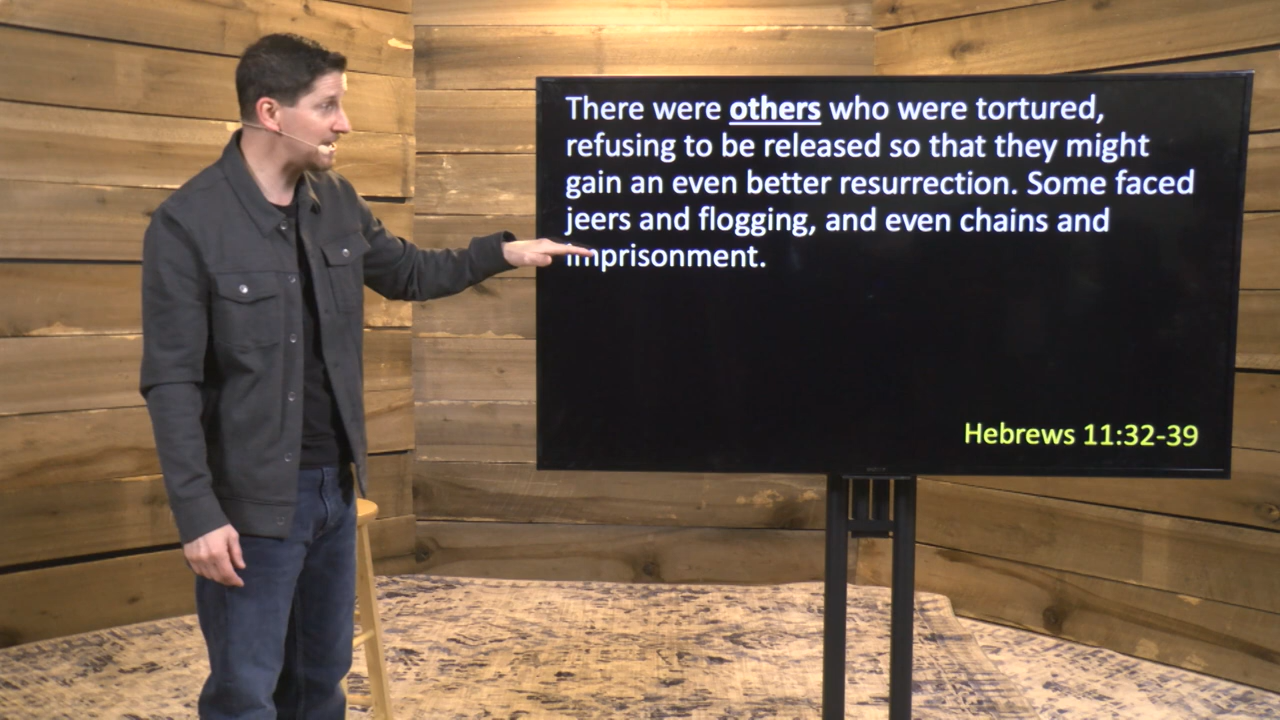 There were others who were tortured,
refusing to be released so that they might
gain an even better resurrection. Some faced
jeers and flogging, and even chains and
imprisonment.
Hebrews 11:32-39